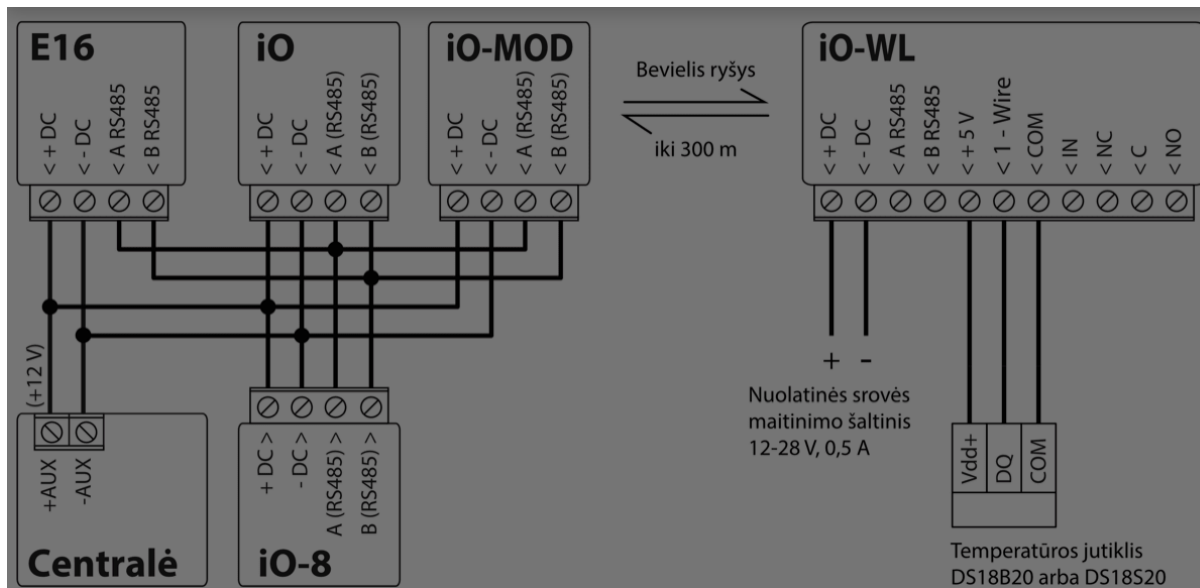 E16
< + DC
< - DC
< A RS485
< B RS485
iO
< + DC
< - DC
< A (RS485)
< B (RS485)
iO-MOD
< + DC
< - DC
< A (RS485)
< B (RS485)
Bevielis ryšys
iki 300 m
iO-WL
< + DC
< - DC
< A RS485
< B RS485
< + 5 V
< 1 - Wire
< COM
< IN
< NC
< C
< NO
(+12 V)
+AUX
-AUX
Centralė
+ DC >
- DC >
A (RS485) >
B (RS485) >
iO-8
+ -
Nuolatinės srovės
maitinimo šaltinis
12-28 V, 0,5 A
Vdd+
DQ
COM
Temperatūros jutiklis
DS18B20 arba DS18S20